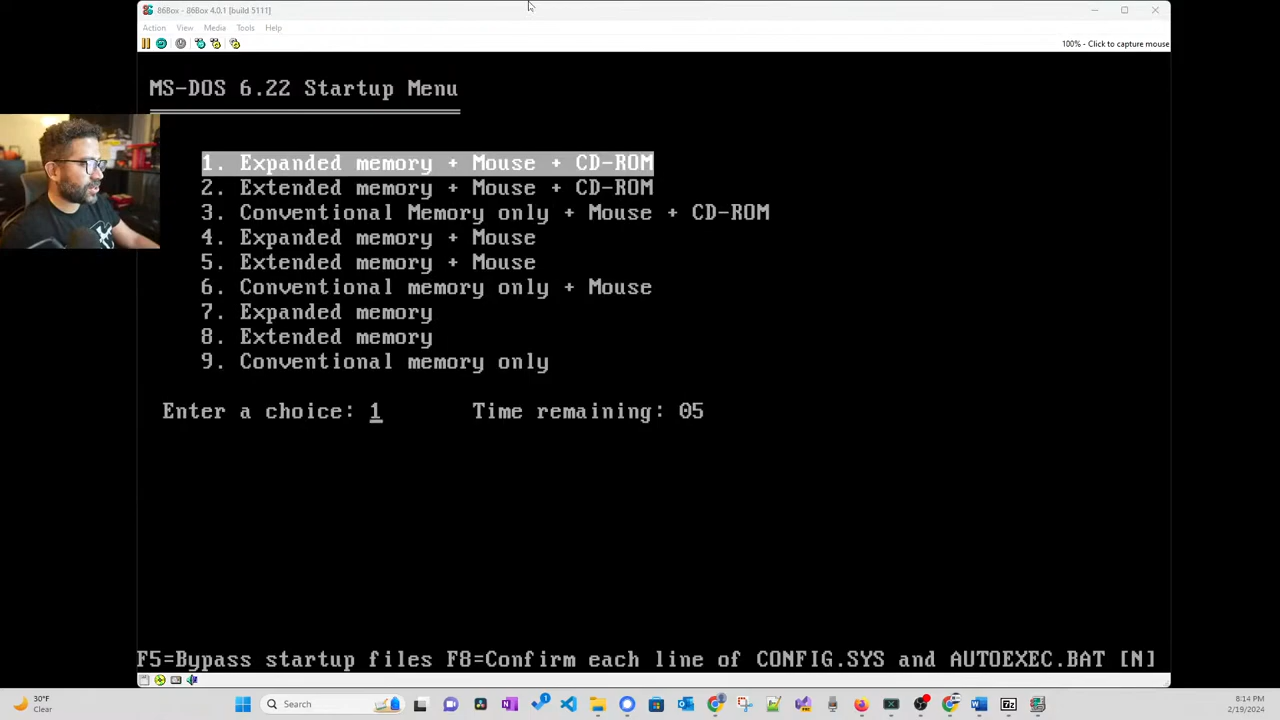 86Box - 86Box 4.0.1 [build 5111]
Action View Media Tools Help
100% - Click to capture mouse
MS-DOS 6.22 Startup Menu
1. Expanded memory + Mouse + CD-ROM
2. Extended memory + Mouse + CD-ROM
3. Conventional Memory only + Mouse + CD-ROM
4. Expanded memory + Mouse
5. Extended memory + Mouse
6. Conventional memory only + Mouse
7. Expanded memory
8. Extended memory
9. Conventional memory only
Enter a choice: 1 Time remaining: 05
F5=Bypass startup files F8=Confirm each line of CONFIG.SYS and AUTOEXEC.BAT [N]
30°F
Clear
Search
8:14 PM
2/19/2024